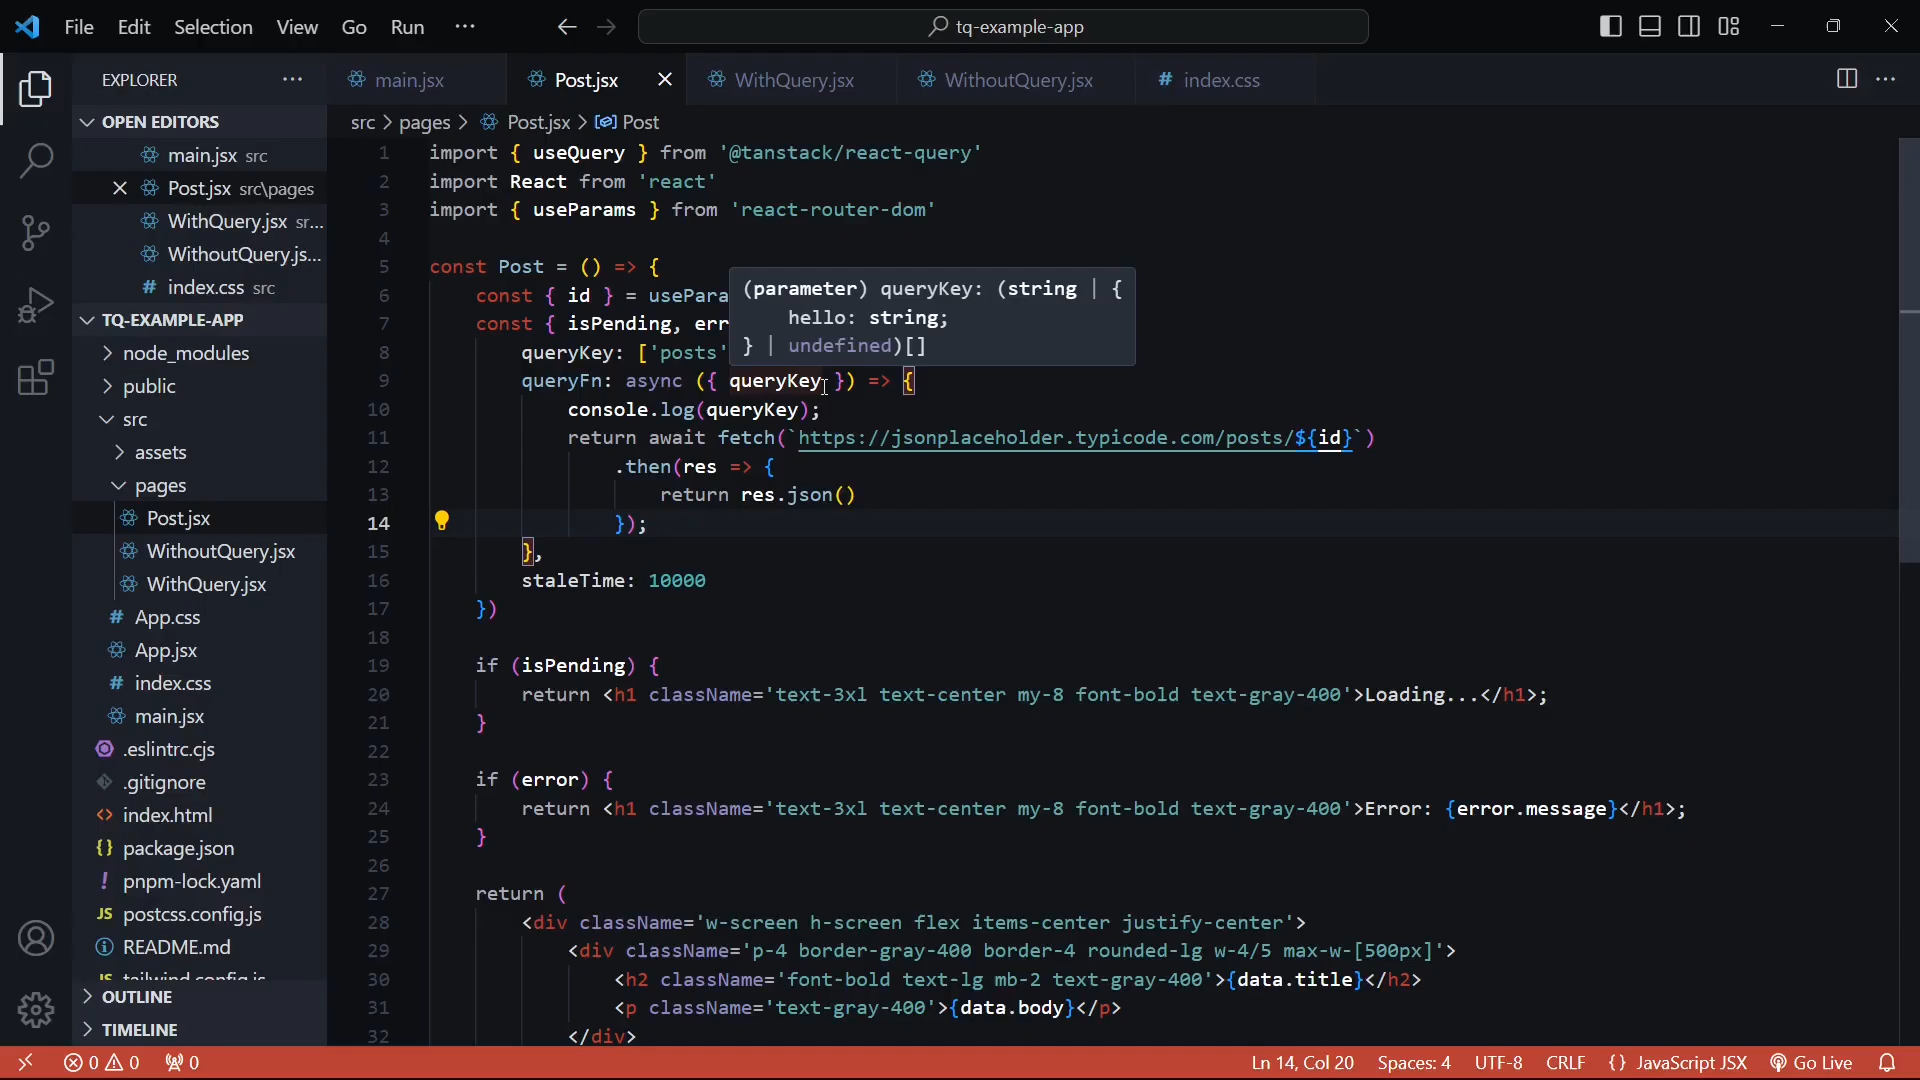 File Edit Selection View Go Run ··· tq-example-app
EXPLORER ···
main.jsx Post.jsx WithQuery.jsx WithoutQuery.jsx # index.css
OPEN EDITORS
main.jsx src
Post.jsx src\pages
WithQuery.jsx sr...
WithoutQuery.js...
# index.css src
TQ-EXAMPLE-APP
node_modules
public
src
assets
pages
Post.jsx
WithoutQuery.jsx
WithQuery.jsx
# App.css
App.jsx
# index.css
main.jsx
.eslintrc.cjs
.gitignore
<> index.html
{} package.json
! pnpm-lock.yaml
JS postcss.config.js
README.md
JS tailwind.config.js
OUTLINE
TIMELINE
src > pages > Post.jsx > Post
1 import { useQuery } from '@tanstack/react-query'
2 import React from 'react'
3 import { useParams } from 'react-router-dom'
4
5 const Post = () => {
6 const { id } = usePara
7 const { isPending, err
8 queryKey: ['posts'
(parameter) queryKey: (string | {
hello: string;
} | undefined)[]
9 queryFn: async ({ queryKey }) => {
10 console.log(queryKey);
11 return await fetch(`https://jsonplaceholder.typicode.com/posts/${id}`)
12 .then(res => {
13 return res.json()
14 });
15 },
16 staleTime: 10000
17 })
18
19 if (isPending) {
20 return <h1 className='text-3xl text-center my-8 font-bold text-gray-400'>Loading...</h1>;
21 }
22
23 if (error) {
24 return <h1 className='text-3xl text-center my-8 font-bold text-gray-400'>Error: {error.message}</h1>;
25 }
26
27 return (
28 <div className='w-screen h-screen flex items-center justify-center'>
29 <div className='p-4 border-gray-400 border-4 rounded-lg w-4/5 max-w-[500px]'>
30 <h2 className='font-bold text-lg mb-2 text-gray-400'>{data.title}</h2>
31 <p className='text-gray-400'>{data.body}</p>
32 </div>
0 0 0 Ln 14, Col 20 Spaces: 4 UTF-8 CRLF {} JavaScript JSX Go Live